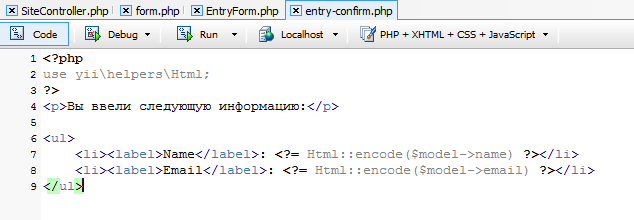 SiteController.php form.php EntryForm.php entry-confirm.php
Code Debug Run Localhost PHP + XHTML + CSS + JavaScript
1 <?php
2 use yii\helpers\Html;
3 ?>
4 <p>Вы ввели следующую информацию:</p>
5
6 <ul>
7 <li><label>Name</label>: <?= Html::encode($model->name) ?></li>
8 <li><label>Email</label>: <?= Html::encode($model->email) ?></li>
9 </ul>